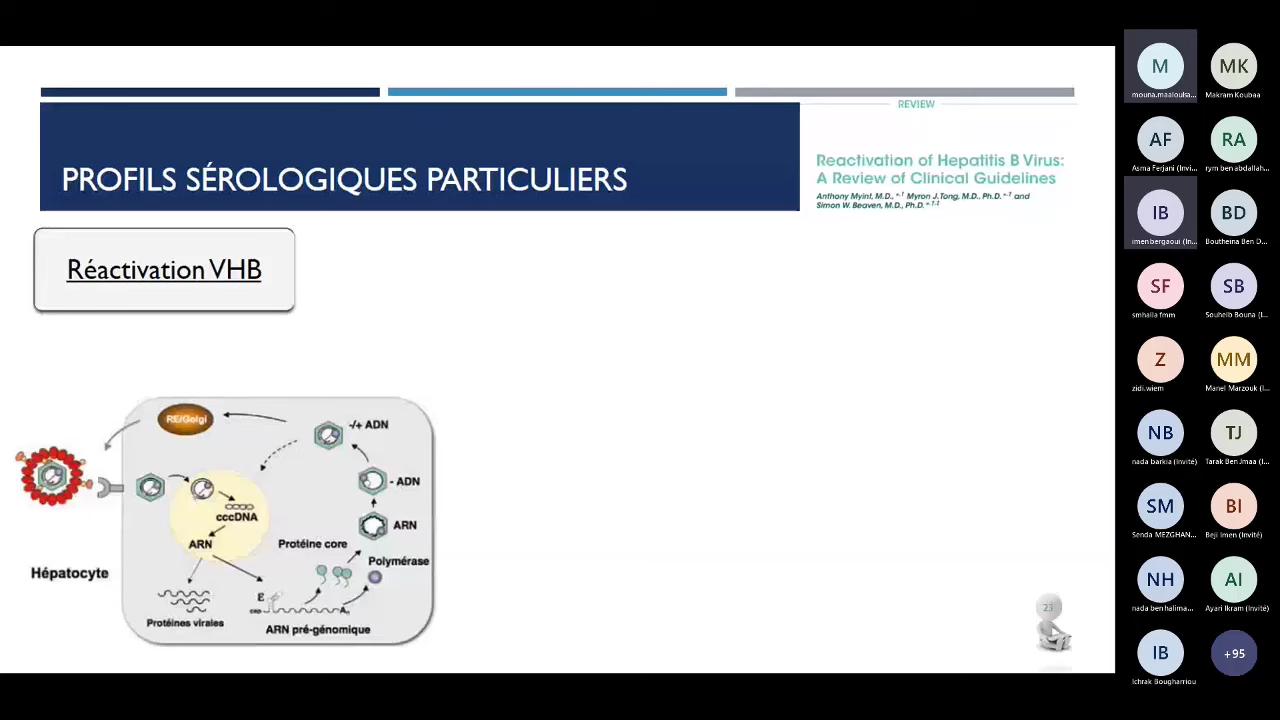 REVIEW
PROFILS SÉROLOGIQUES PARTICULIERS
Reactivation of Hepatitis B Virus:
A Review of Clinical Guidelines
Anthony Myint, M.D., *,† Myron J. Tong, M.D., Ph.D. *,† and
Simon W. Beaven, M.D., Ph.D. *,†,‡
Réactivation VHB
RE/Golgi
-/+ ADN
- ADN
cccDNA
ARN
ARN
Protéine core
Polymérase
Hépatocyte
E
Protéines virales
ARN pré-génomique
23
M
MK
mouna.maaloulsa...
Makram Koubaa
AF
RA
Asma Ferjani (Invi...
rym ben abdallah...
IB
BD
imen bergaoui (In...
Boutheina Ben D...
SF
SB
smhalla fmm
Souheib Bouna (I...
Z
MM
zidi.wiem
Manel Marzouk (I...
NB
TJ
nada barkia (Invité)
Tarak Ben Jmaa (I...
SM
BI
Senda MEZGHAN...
Beji Imen (Invité)
NH
AI
nada ben halima...
Ayari Ikram (Invité)
IB
+95
Ichrak Bougharriou